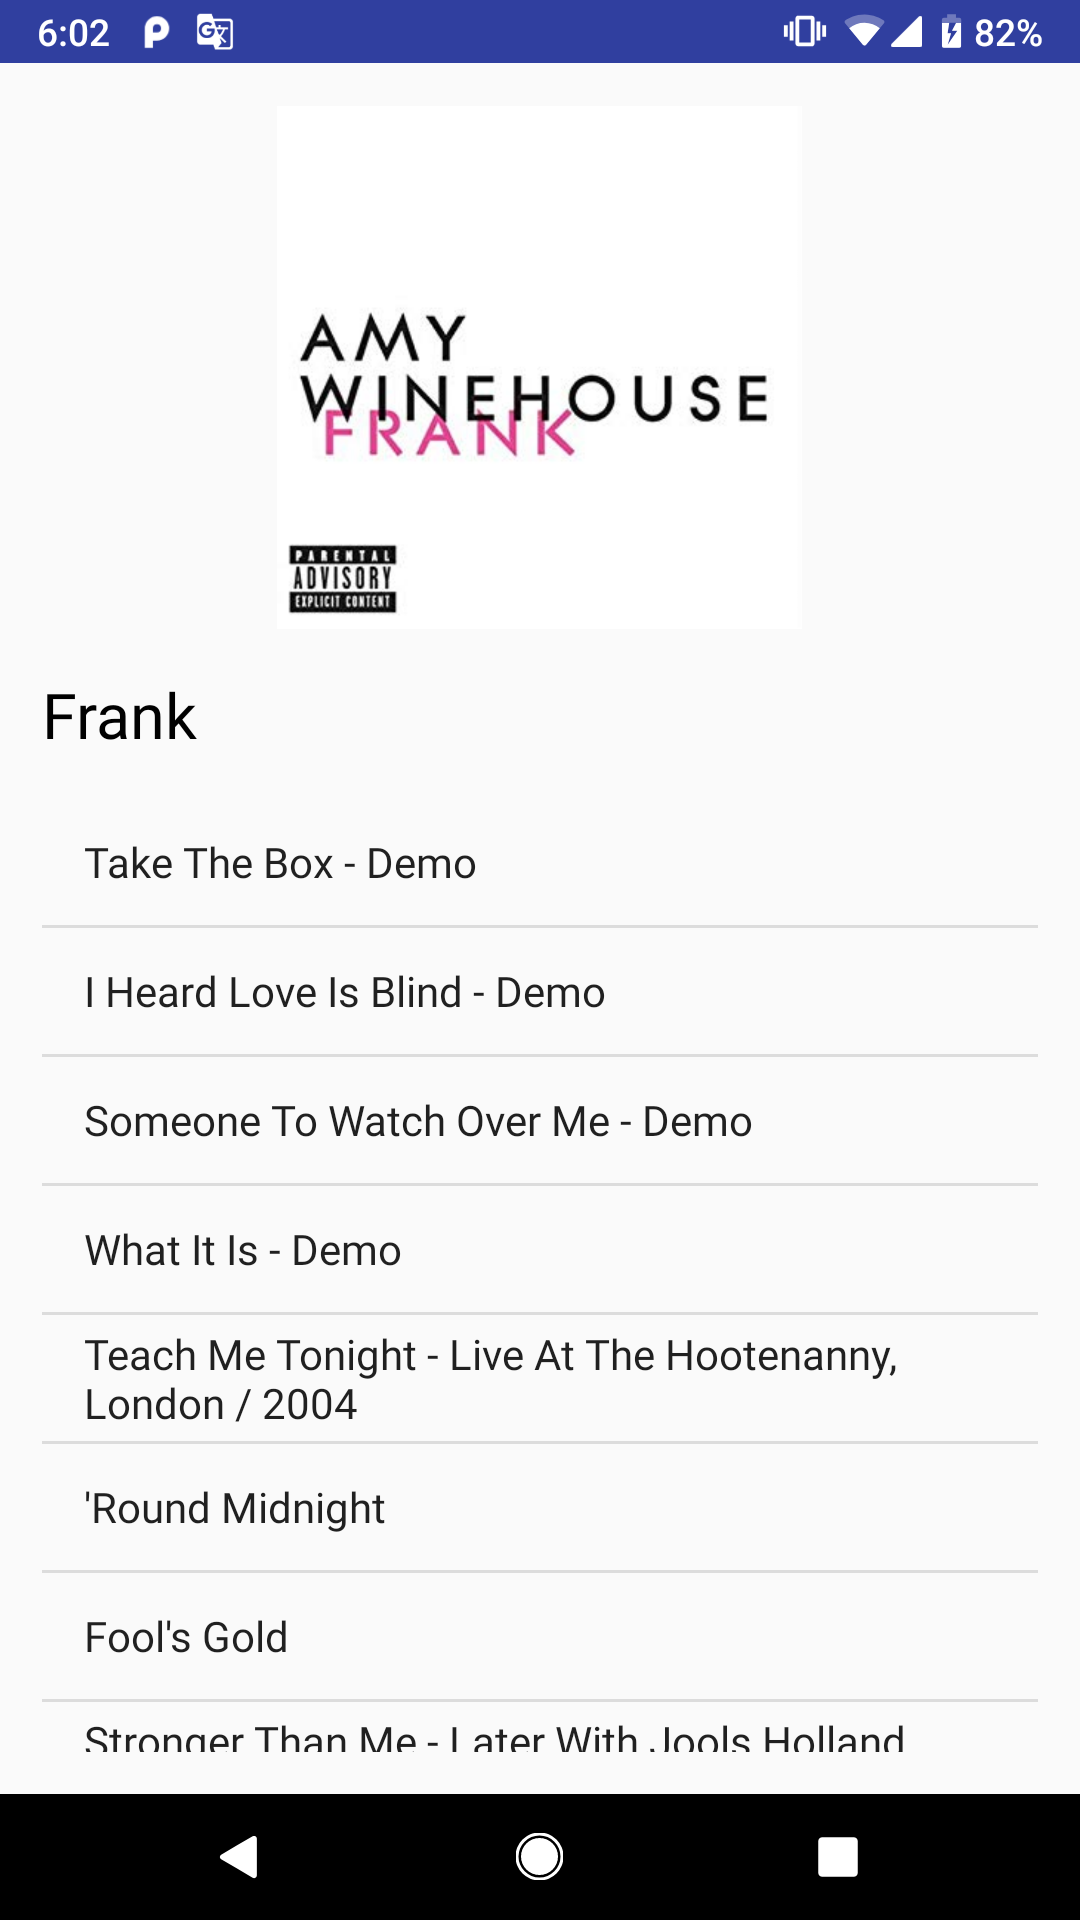 6:02
82%
AMY
WINEHOUSE
FRANK
PARENTAL
ADVISORY
EXPLICIT CONTENT
Frank
Take The Box - Demo
I Heard Love Is Blind - Demo
Someone To Watch Over Me - Demo
What It Is - Demo
Teach Me Tonight - Live At The Hootenanny,
London / 2004
'Round Midnight
Fool's Gold
Stronger Than Me - Later With Jools Holland